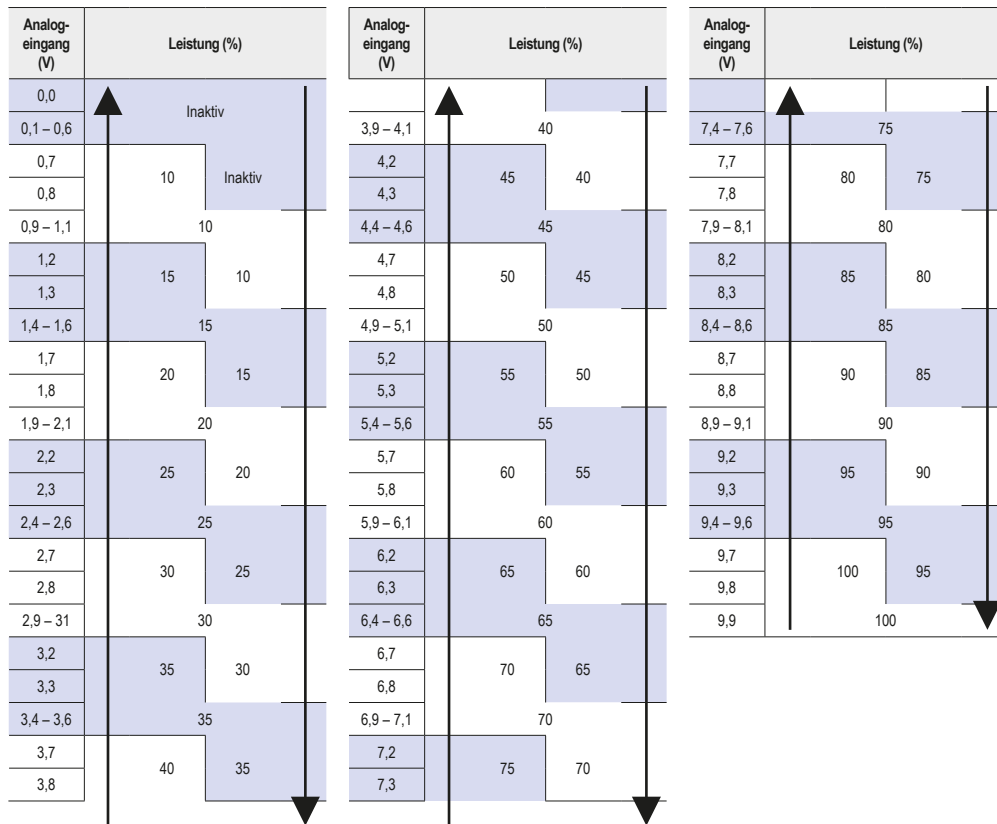 Analog-
eingang
(V)
Leistung (%)
0,0
Inaktiv
0,1 – 0,6
0,7
10
Inaktiv
0,8
0,9 – 1,1
10
1,2
15
10
1,3
1,4 – 1,6
15
1,7
20
15
1,8
1,9 – 2,1
20
2,2
25
20
2,3
2,4 – 2,6
25
2,7
30
25
2,8
2,9 – 31
30
3,2
35
30
3,3
3,4 – 3,6
35
3,7
40
35
3,8
Analog-
eingang
(V)
Leistung (%)
3,9 – 4,1
40
4,2
45
40
4,3
4,4 – 4,6
45
4,7
50
45
4,8
4,9 – 5,1
50
5,2
55
50
5,3
5,4 – 5,6
55
5,7
60
55
5,8
5,9 – 6,1
60
6,2
65
60
6,3
6,4 – 6,6
65
6,7
70
65
6,8
6,9 – 7,1
70
7,2
75
70
7,3
Analog-
eingang
(V)
Leistung (%)
7,4 – 7,6
75
7,7
80
75
7,8
7,9 – 8,1
80
8,2
85
80
8,3
8,4 – 8,6
85
8,7
90
85
8,8
8,9 – 9,1
90
9,2
95
90
9,3
9,4 – 9,6
95
9,7
100
95
9,8
9,9
100